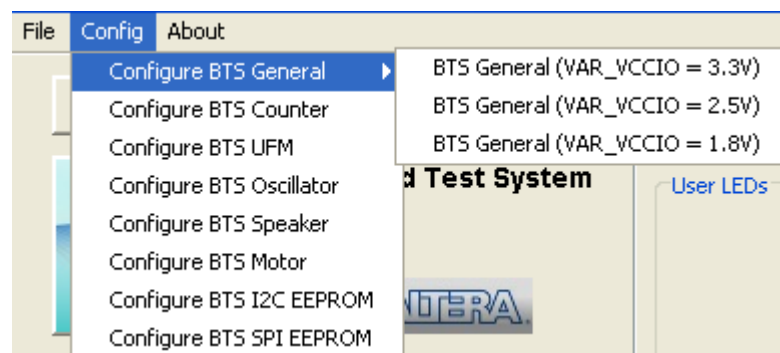 File Config About
Configure BTS General
Configure BTS Counter
Configure BTS UFM
Configure BTS Oscillator
Configure BTS Speaker
Configure BTS Motor
Configure BTS I2C EEPROM
Configure BTS SPI EEPROM
BTS General (VAR_VCCIO = 3.3V)
BTS General (VAR_VCCIO = 2.5V)
BTS General (VAR_VCCIO = 1.8V)
d Test System
User LEDs